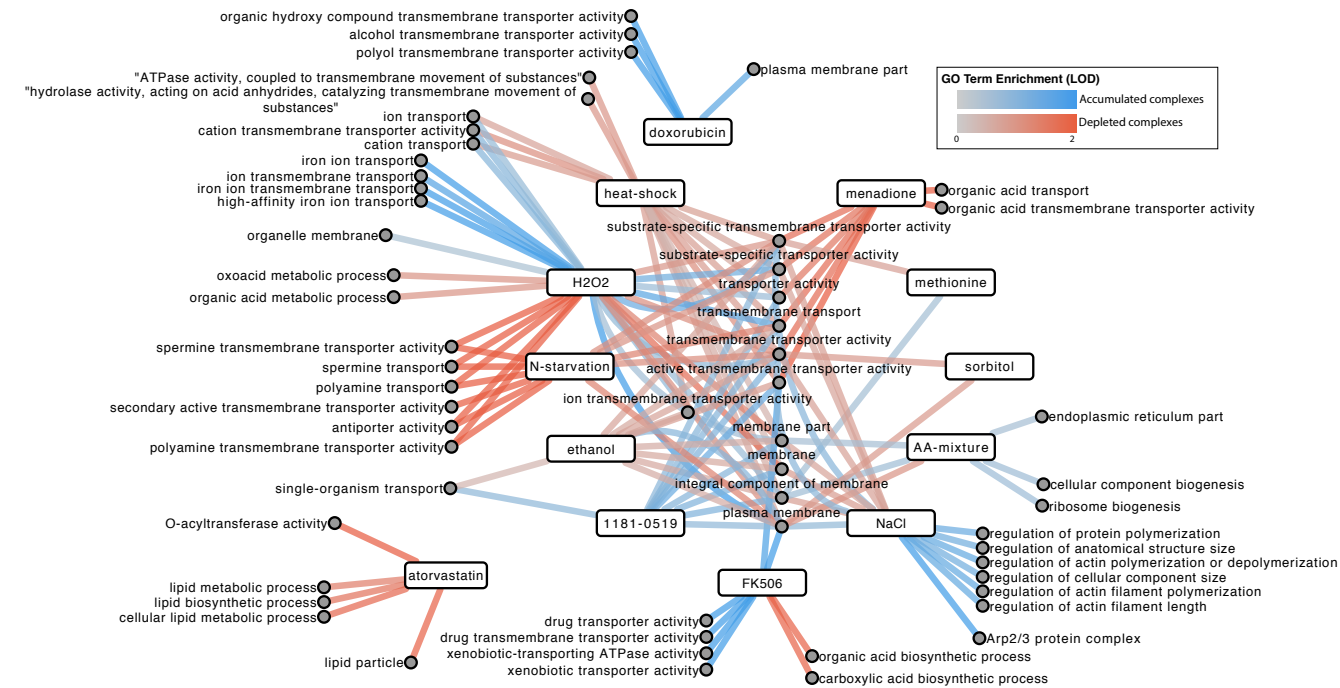 organic hydroxy compound transmembrane transporter activity
alcohol transmembrane transporter activity
polyol transmembrane transporter activity
"ATPase activity, coupled to transmembrane movement of substances"
"hydrolase activity, acting on acid anhydrides, catalyzing transmembrane movement of
substances"
plasma membrane part
GO Term Enrichment (LOD)
Accumulated complexes
Depleted complexes
0
2
ion transport
cation transmembrane transporter activity
cation transport
doxorubicin
iron ion transport
ion transmembrane transport
iron ion transmembrane transport
high-affinity iron ion transport
heat-shock
menadione
organic acid transport
organic acid transmembrane transporter activity
organelle membrane
substrate-specific transmembrane transporter activity
substrate-specific transporter activity
oxoacid metabolic process
organic acid metabolic process
H2O2
transporter activity
methionine
transmembrane transport
transmembrane transporter activity
spermine transmembrane transporter activity
spermine transport
polyamine transport
secondary active transmembrane transporter activity
antiporter activity
polyamine transmembrane transporter activity
N-starvation
active transmembrane transporter activity
sorbitol
ion transmembrane transporter activity
endoplasmic reticulum part
membrane part
ethanol
membrane
AA-mixture
single-organism transport
integral component of membrane
cellular component biogenesis
ribosome biogenesis
O-acyltransferase activity
1181-0519
plasma membrane
NaCl
regulation of protein polymerization
regulation of anatomical structure size
regulation of actin polymerization or depolymerization
regulation of cellular component size
regulation of actin filament polymerization
regulation of actin filament length
atorvastatin
lipid metabolic process
lipid biosynthetic process
cellular lipid metabolic process
FK506
drug transporter activity
drug transmembrane transporter activity
xenobiotic-transporting ATPase activity
xenobiotic transporter activity
Arp2/3 protein complex
lipid particle
organic acid biosynthetic process
carboxylic acid biosynthetic process